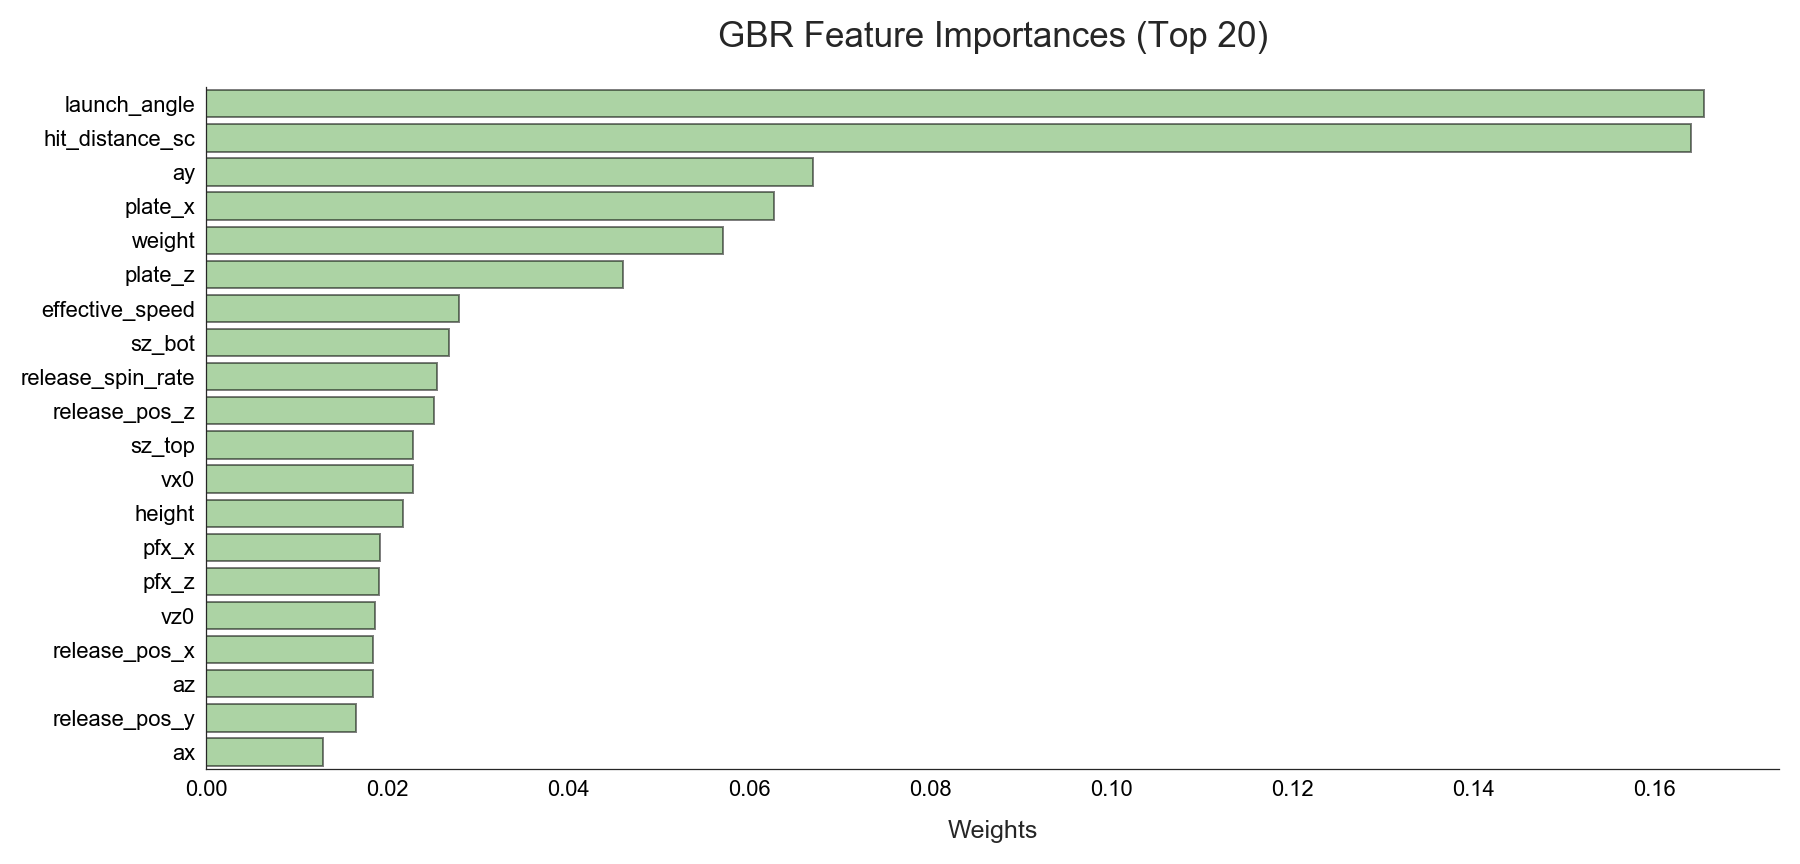 GBR Feature Importances (Top 20)
launch_angle
hit_distance_sc
ay
plate_x
weight
plate_z
effective_speed
sz_bot
release_spin_rate
release_pos_z
sz_top
vx0
height
pfx_x
pfx_z
vz0
release_pos_x
az
release_pos_y
ax
0.00 0.02 0.04 0.06 0.08 0.10 0.12 0.14 0.16
Weights